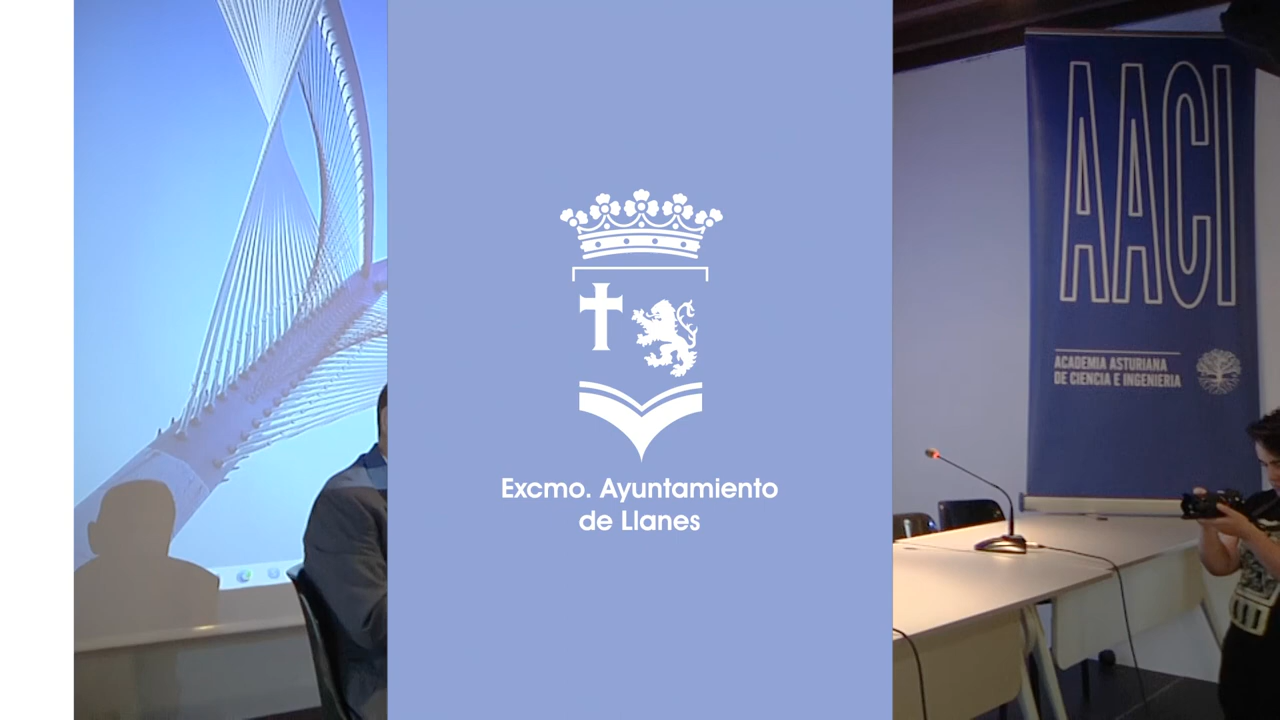 Excmo. Ayuntamiento
de Llanes
AACI
ACADEMIA ASTURIANA
DE CIENCIA E INGENIERIA